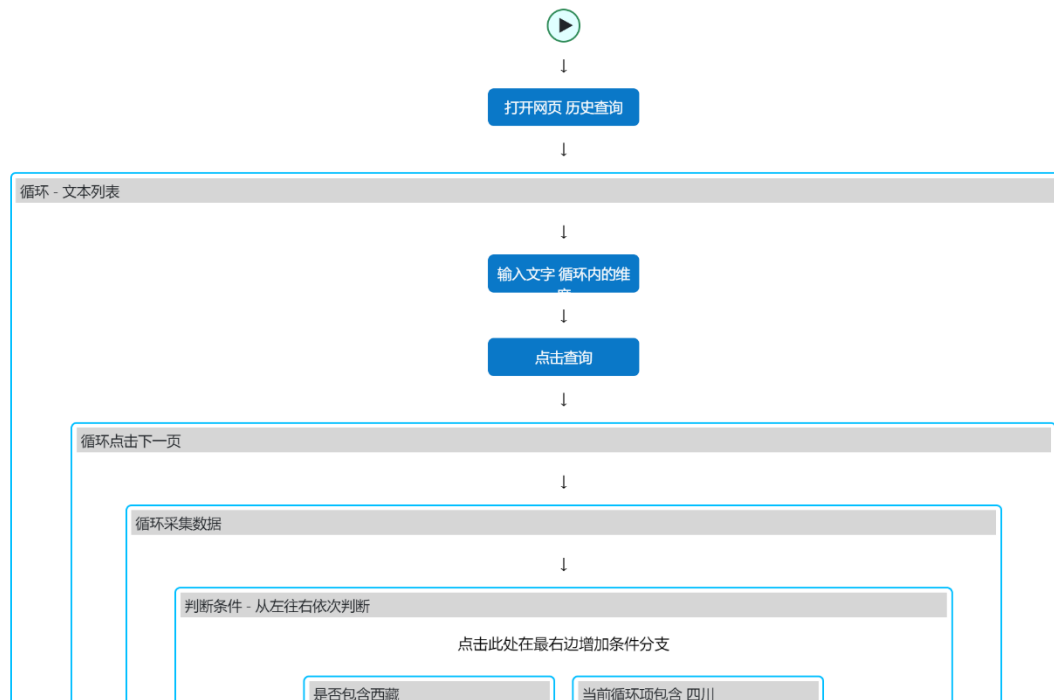 ↓
打开网页 历史查询
↓
循环 - 文本列表
↓
输入文字 循环内的维
↓
点击查询
↓
循环点击下一页
↓
循环采集数据
↓
判断条件 - 从左往右依次判断
点击此处在最右边增加条件分支
是否包含西藏
当前循环项包含 四川